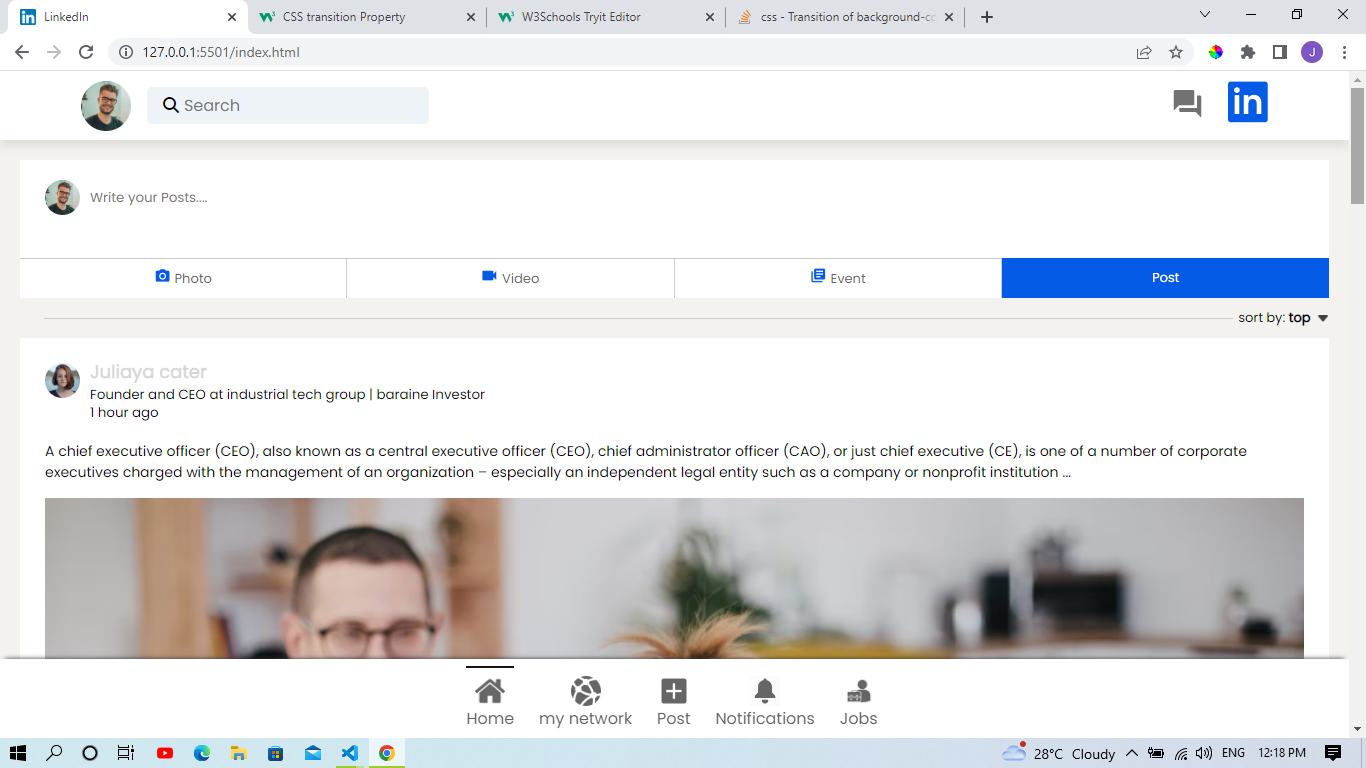 LinkedIn
CSS transition Property
W3Schools Tryit Editor
css - Transition of background-co
J
127.0.0.1:5501/index.html
Search
in
Write your Posts....
Photo
Video
Event
Post
sort by: top
Juliaya cater
Founder and CEO at industrial tech group | baraine Investor
1 hour ago
A chief executive officer (CEO), also known as a central executive officer (CEO), chief administrator officer (CAO), or just chief executive (CE), is one of a number of corporate
executives charged with the management of an organization – especially an independent legal entity such as a company or nonprofit institution ...
Home
my network
Post
Notifications
Jobs
28°C Cloudy
ENG
12:18 PM